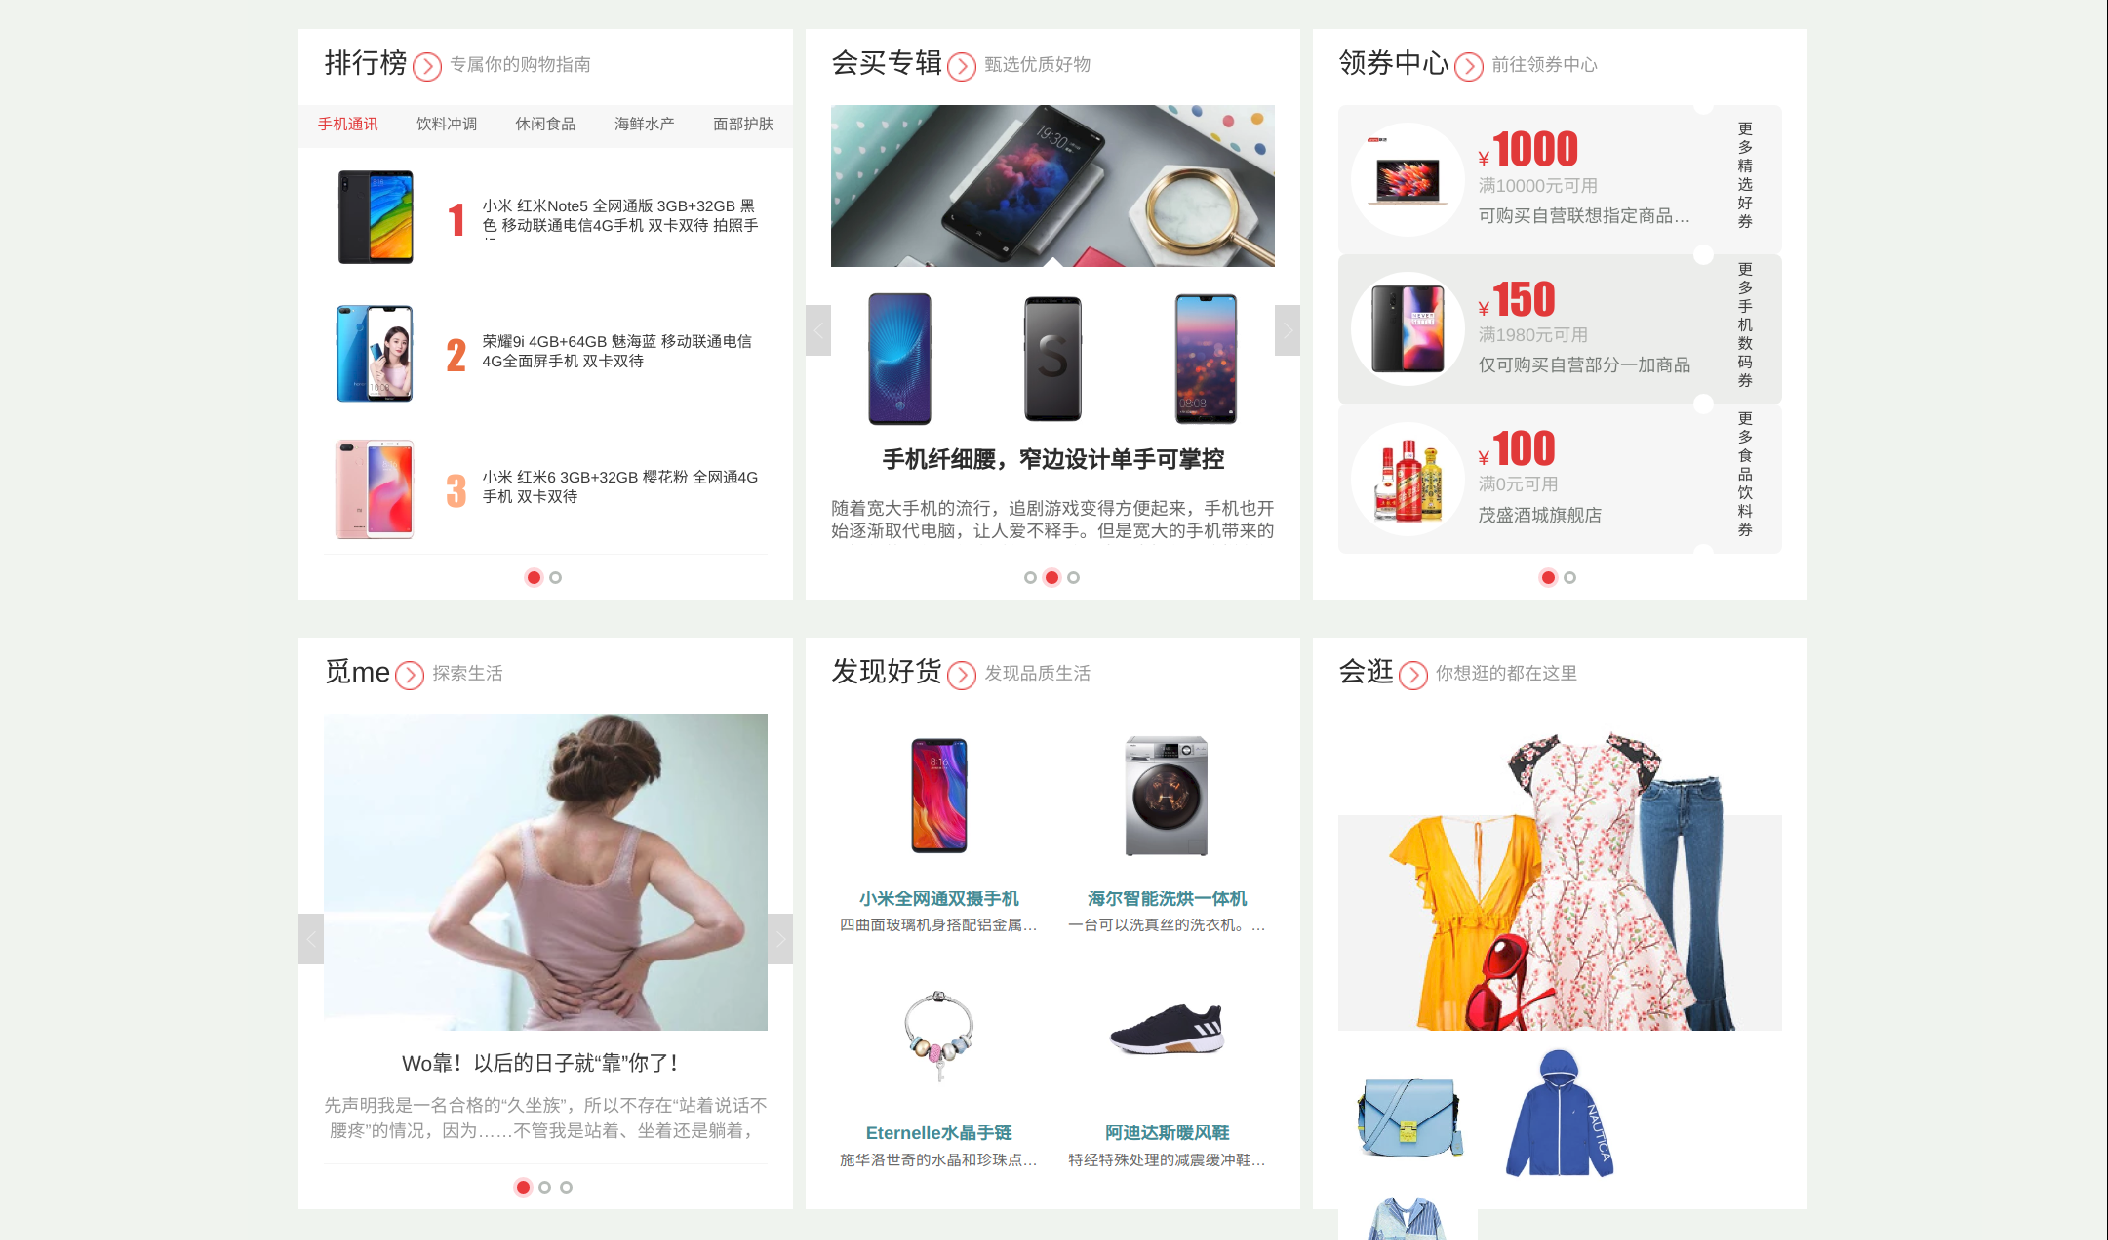 排行榜 专属你的购物指南
手机通讯 饮料冲调 休闲食品 海鲜水产 面部护肤
1
小米 红米Note5 全网通版 3GB+32GB 黑
色 移动联通电信4G手机 双卡双待 拍照手
2
荣耀9i 4GB+64GB 魅海蓝 移动联通电信
4G全面屏手机 双卡双待
3
小米 红米6 3GB+32GB 樱花粉 全网通4G
手机 双卡双待
会买专辑 甄选优质好物
19:30
S
手机纤细腰，窄边设计单手可掌控
随着宽大手机的流行，追剧游戏变得方便起来，手机也开
始逐渐取代电脑，让人爱不释手。但是宽大的手机带来的
领券中心 前往领券中心
¥1000
满10000元可用
可购买自营联想指定商品...
更多精选好券
¥150
满1980元可用
仅可购买自营部分一加商品
更多手机数码券
¥100
满0元可用
茂盛酒城旗舰店
更多食品饮料券
觅me 探索生活
Wo靠！以后的日子就“靠”你了！
先声明我是一名合格的“久坐族”，所以不存在“站着说话不
腰疼”的情况，因为……不管我是站着、坐着还是躺着，
发现好货 发现品质生活
8:16
小米全网通双摄手机
四曲面玻璃机身搭配铝金属...
海尔智能洗烘一体机
一台可以洗真丝的洗衣机。...
Eternelle水晶手链
施华洛世奇的水晶和珍珠点...
阿迪达斯暖风鞋
特经特殊处理的减震缓冲鞋...
会逛 你想逛的都在这里
NAUTICA